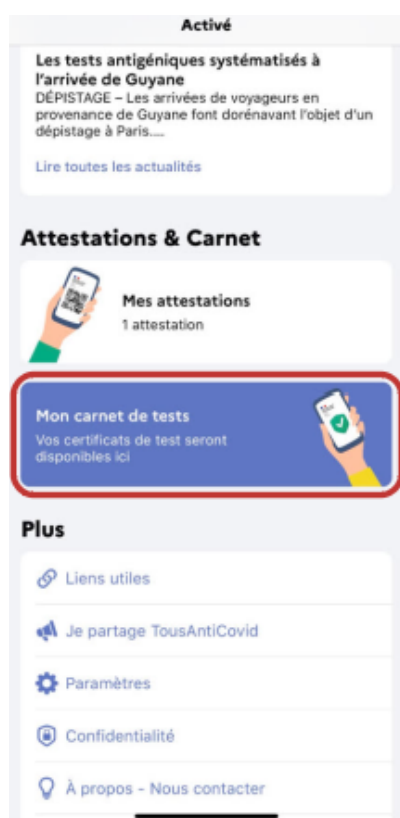 Activé
Les tests antigéniques systématisés à
l'arrivée de Guyane
DÉPISTAGE – Les arrivées de voyageurs en
provenance de Guyane font dorénavant l'objet d'un
dépistage à Paris....
Lire toutes les actualités
Attestations & Carnet
Mes attestations
1 attestation
Mon carnet de tests
Vos certificats de test seront
disponibles ici
Plus
Liens utiles
Je partage TousAntiCovid
Paramètres
Confidentialité
À propos - Nous contacter